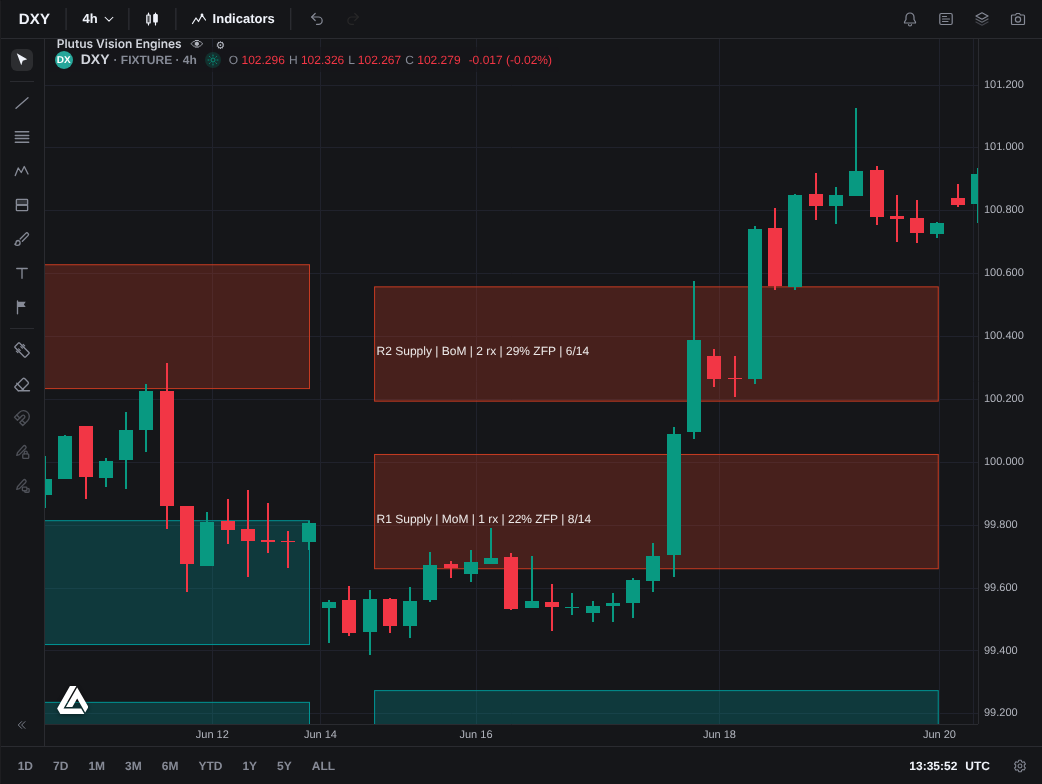 DXY 4h Indicators
Plutus Vision Engines
DX DXY · FIXTURE · 4h O 102.296 H 102.326 L 102.267 C 102.279 -0.017 (-0.02%)
101.200
101.000
100.800
100.600
100.400
R2 Supply | BoM | 2 rx | 29% ZFP | 6/14
100.200
100.000
99.800
R1 Supply | MoM | 1 rx | 22% ZFP | 8/14
99.600
99.400
99.200
Jun 12 Jun 14 Jun 16 Jun 18 Jun 20
1D 7D 1M 3M 6M YTD 1Y 5Y ALL 13:35:52 UTC